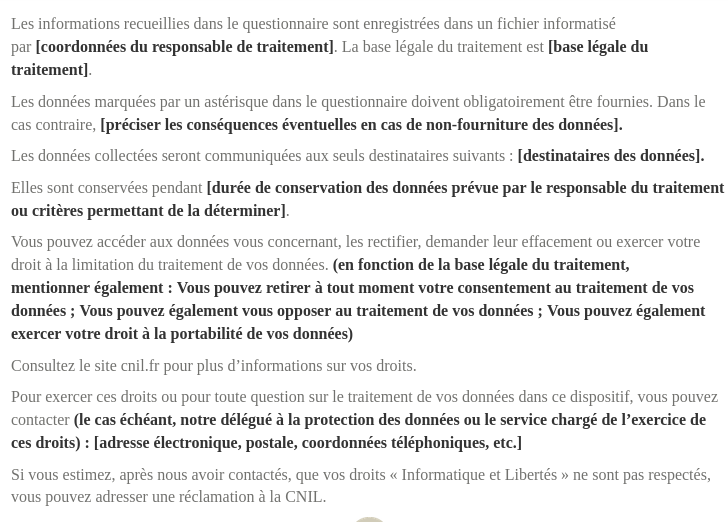 Les informations recueillies dans le questionnaire sont enregistrées dans un fichier informatisé
par [coordonnées du responsable de traitement]. La base légale du traitement est [base légale du
traitement].
Les données marquées par un astérisque dans le questionnaire doivent obligatoirement être fournies. Dans le
cas contraire, [préciser les conséquences éventuelles en cas de non-fourniture des données].
Les données collectées seront communiquées aux seuls destinataires suivants : [destinataires des données].
Elles sont conservées pendant [durée de conservation des données prévue par le responsable du traitement
ou critères permettant de la déterminer].
Vous pouvez accéder aux données vous concernant, les rectifier, demander leur effacement ou exercer votre
droit à la limitation du traitement de vos données. (en fonction de la base légale du traitement,
mentionner également : Vous pouvez retirer à tout moment votre consentement au traitement de vos
données ; Vous pouvez également vous opposer au traitement de vos données ; Vous pouvez également
exercer votre droit à la portabilité de vos données)
Consultez le site cnil.fr pour plus d’informations sur vos droits.
Pour exercer ces droits ou pour toute question sur le traitement de vos données dans ce dispositif, vous pouvez
contacter (le cas échéant, notre délégué à la protection des données ou le service chargé de l’exercice de
ces droits) : [adresse électronique, postale, coordonnées téléphoniques, etc.]
Si vous estimez, après nous avoir contactés, que vos droits « Informatique et Libertés » ne sont pas respectés,
vous pouvez adresser une réclamation à la CNIL.